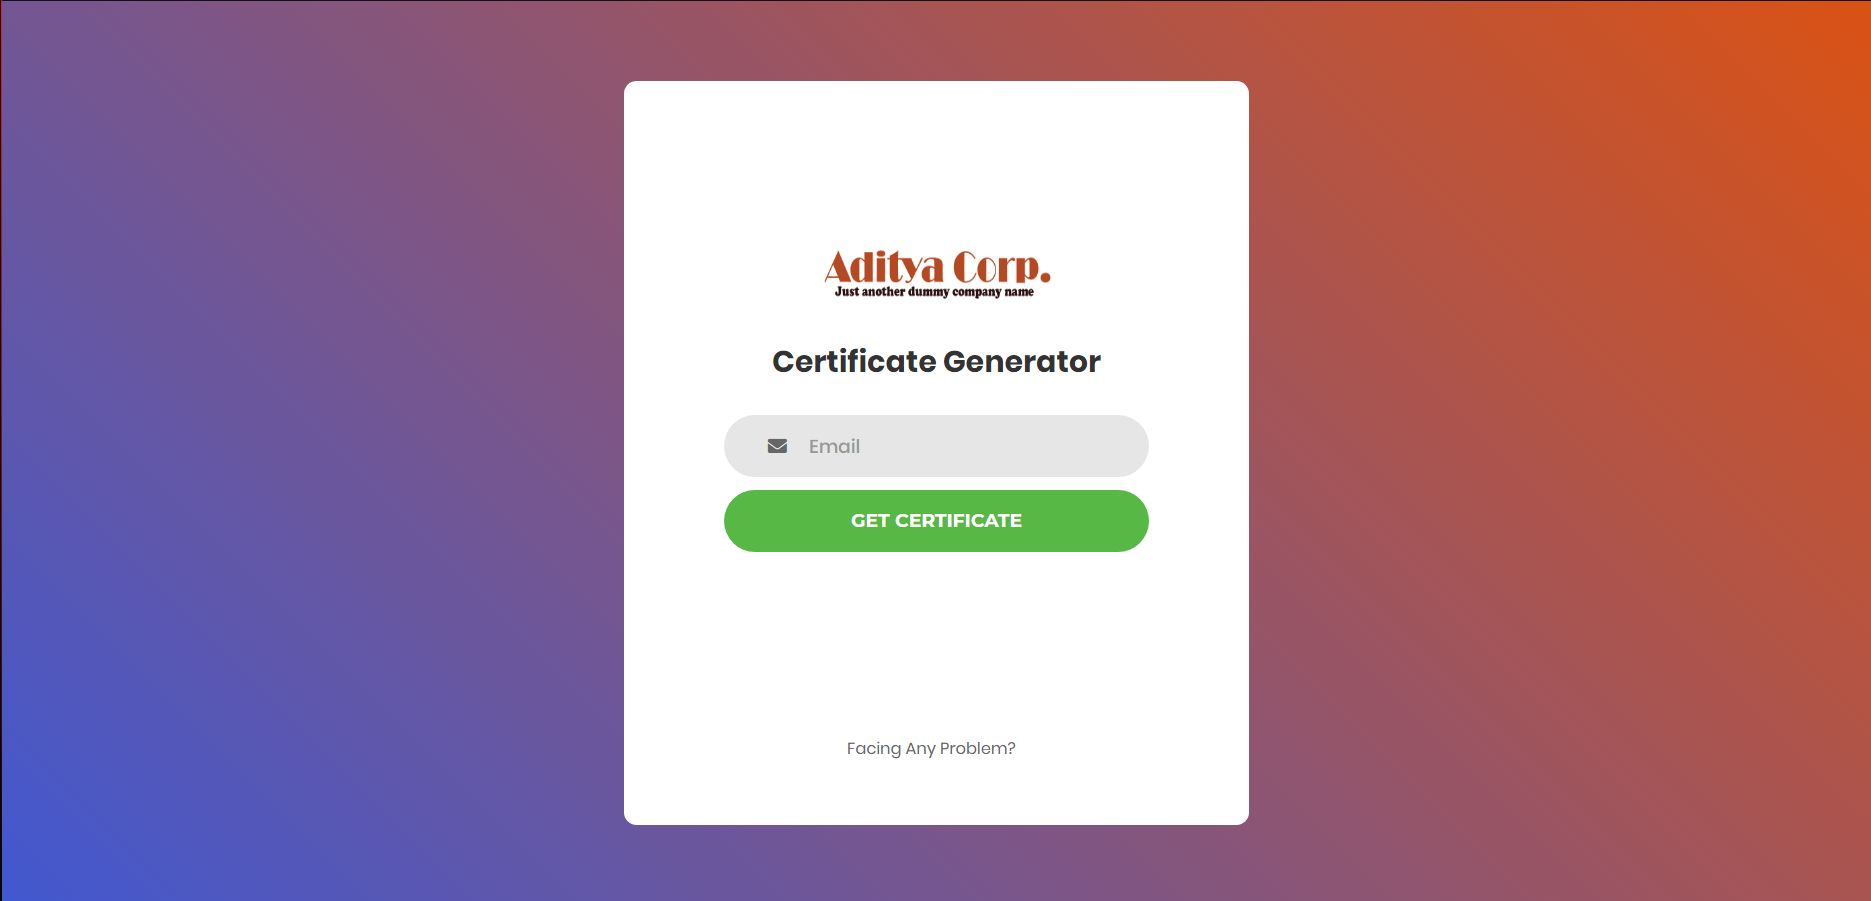 Aditya Corp.
Just another dummy company name
Certificate Generator
Email
GET CERTIFICATE
Facing Any Problem?